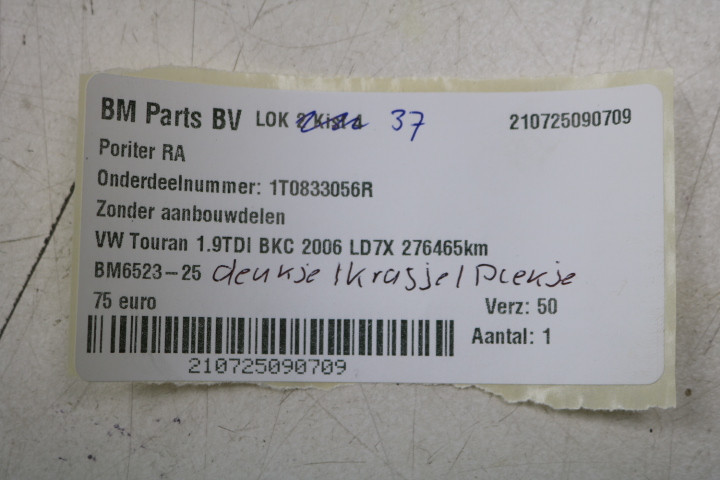 BM Parts BV LOK 37 210725090709
Poriter RA
Onderdeelnummer: 1T0833056R
Zonder aanbouwdelen
VW Touran 1.9TDI BKC 2006 LD7X 276465km
BM6523-25 deukje/krasje/plekje
75 euro Verz: 50
Aantal: 1
210725090709